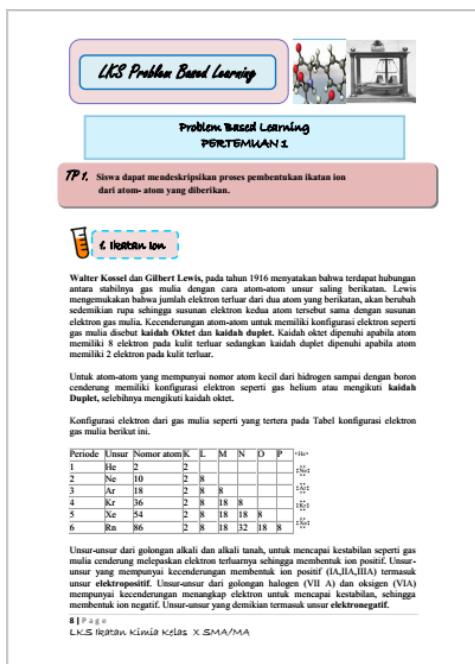 LKS Problem Based Learning
Problem Based Learning
PERTEMUAN 1
TP 1. Siswa dapat mendeskripsikan proses pembentukan ikatan ion
dari atom- atom yang diberikan.
1. Ikatan Ion
Walter Kossel dan Gilbert Lewis, pada tahun 1916 menyatakan bahwa terdapat hubungan
antara stabilnya gas mulia dengan cara atom-atom unsur saling berikatan. Lewis
mengemukakan bahwa jumlah elektron terluar dari dua atom yang berikatan, akan berubah
sedemikian rupa sehingga susunan elektron kedua atom tersebut sama dengan susunan
elektron gas mulia. Kecenderungan atom-atom untuk memiliki konfigurasi elektron seperti
gas mulia disebut kaidah Oktet dan kaidah duplet. Kaidah oktet dipenuhi apabila atom
memiliki 8 elektron pada kulit terluar sedangkan kaidah duplet dipenuhi apabila atom
memiliki 2 elektron pada kulit terluar.
Untuk atom-atom yang mempunyai nomor atom kecil dari hidrogen sampai dengan boron
cenderung memiliki konfigurasi elektron seperti gas helium atau mengikuti kaidah
Duplet, selebihnya mengikuti kaidah oktet.
Konfigurasi elektron dari gas mulia seperti yang tertera pada Tabel konfigurasi elektron
gas mulia berikut ini.
Periode Unsur Nomor atom K L M N O P
1 He 2 2
2 Ne 10 2 8
3 Ar 18 2 8 8
4 Kr 36 2 8 18 8
5 Xe 54 2 8 18 18 8
6 Rn 86 2 8 18 32 18 8
He
Ne
Ar
Kr
Xe
Unsur-unsur dari golongan alkali dan alkali tanah, untuk mencapai kestabilan seperti gas
mulia cenderung melepaskan elektron terluarnya sehingga membentuk ion positif. Unsur-
unsur yang mempunyai kecenderungan membentuk ion positif (IA,IIA,IIIA) termasuk
unsur elektropositif. Unsur-unsur dari golongan halogen (VII A) dan oksigen (VIA)
mempunyai kecenderungan menangkap elektron untuk mencapai kestabilan, sehingga
membentuk ion negatif. Unsur-unsur yang demikian termasuk unsur elektronegatif.
8 | Page
LKS Ikatan Kimia Kelas X SMA/MA